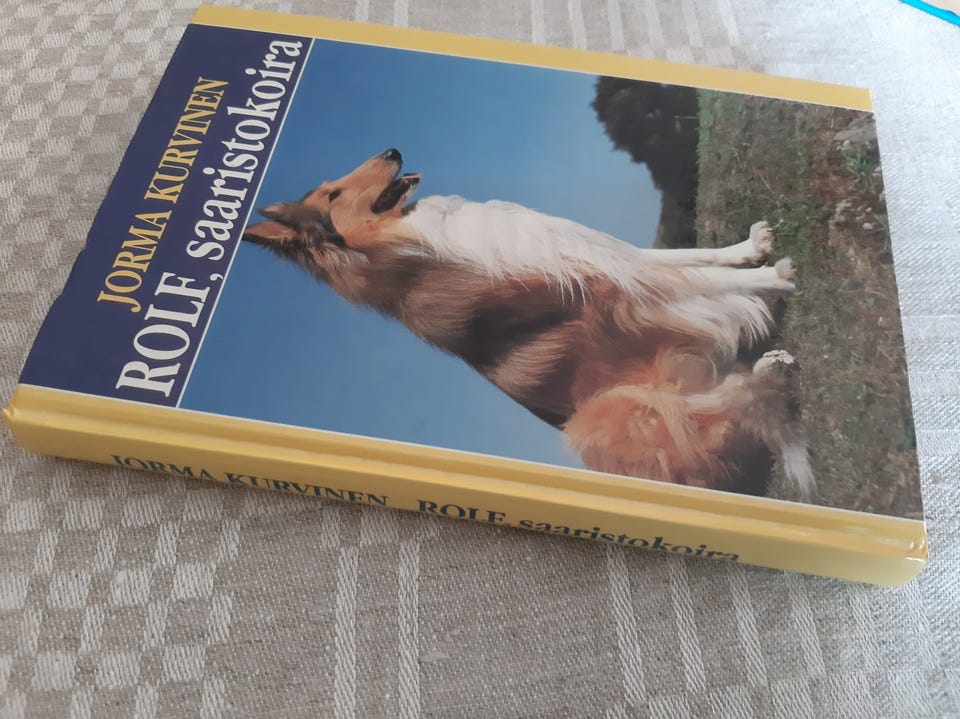 JORMA KURVINEN
ROLF, saaristokoira
JORMA KURVINEN ROLF, saaristokoira